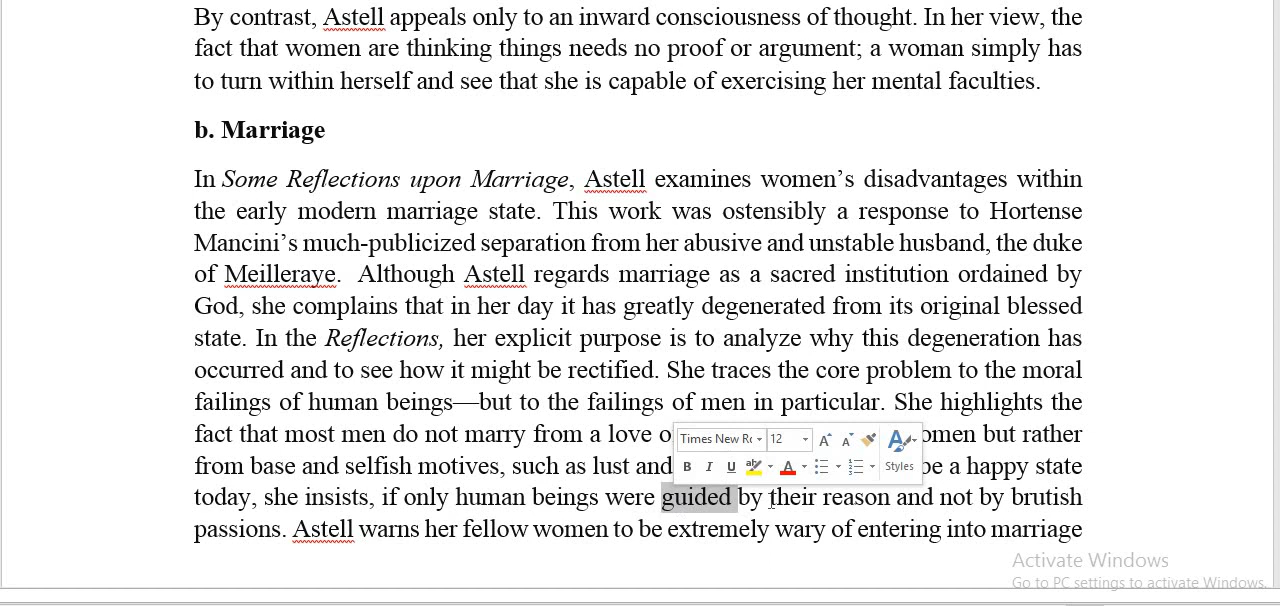 By contrast, Astell appeals only to an inward consciousness of thought. In her view, the
fact that women are thinking things needs no proof or argument; a woman simply has
to turn within herself and see that she is capable of exercising her mental faculties.
b. Marriage
In Some Reflections upon Marriage, Astell examines women’s disadvantages within
the early modern marriage state. This work was ostensibly a response to Hortense
Mancini’s much-publicized separation from her abusive and unstable husband, the duke
of Meilleraye. Although Astell regards marriage as a sacred institution ordained by
God, she complains that in her day it has greatly degenerated from its original blessed
state. In the Reflections, her explicit purpose is to analyze why this degeneration has
occurred and to see how it might be rectified. She traces the core problem to the moral
failings of human beings—but to the failings of men in particular. She highlights the
fact that most men do not marry from a love o omen but rather
Times New Ro 12
from base and selfish motives, such as lust and be a happy state
B I U ab A Styles
today, she insists, if only human beings were guided by their reason and not by brutish
passions. Astell warns her fellow women to be extremely wary of entering into marriage
Activate Windows
Go to PC settings to activate Windows.